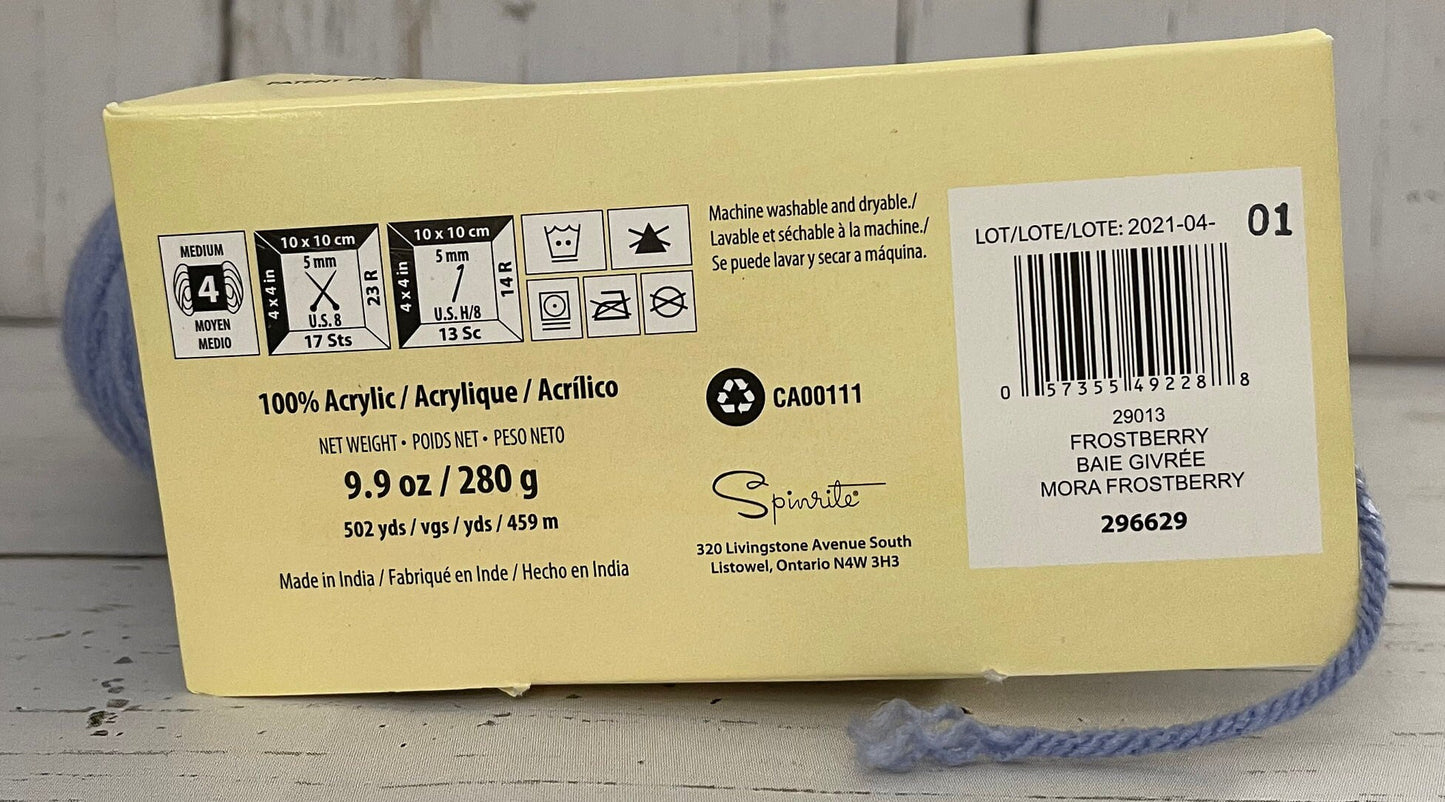 PATENT PEN
MEDIUM
4
MOYEN
MEDIO
10 x 10 cm
4 x 4 in
5 mm
23 R
U.S. 8
17 Sts
10 x 10 cm
4 x 4 in
5 mm
14 R
U.S. H/8
13 Sc
Machine washable and dryable./
Lavable et séchable à la machine./
Se puede lavar y secar a máquina.
100% Acrylic / Acrylique / Acrílico
NET WEIGHT • POIDS NET • PESO NETO
9.9 oz / 280 g
502 yds / vgs / yds / 459 m
Made in India / Fabriqué en Inde / Hecho en India
CA00111
Spinrite
320 Livingstone Avenue South
Listowel, Ontario N4W 3H3
LOT/LOTE/LOTE: 2021-04- 01
0 57355 49228 8
29013
FROSTBERRY
BAIE GIVRÉE
MORA FROSTBERRY
296629